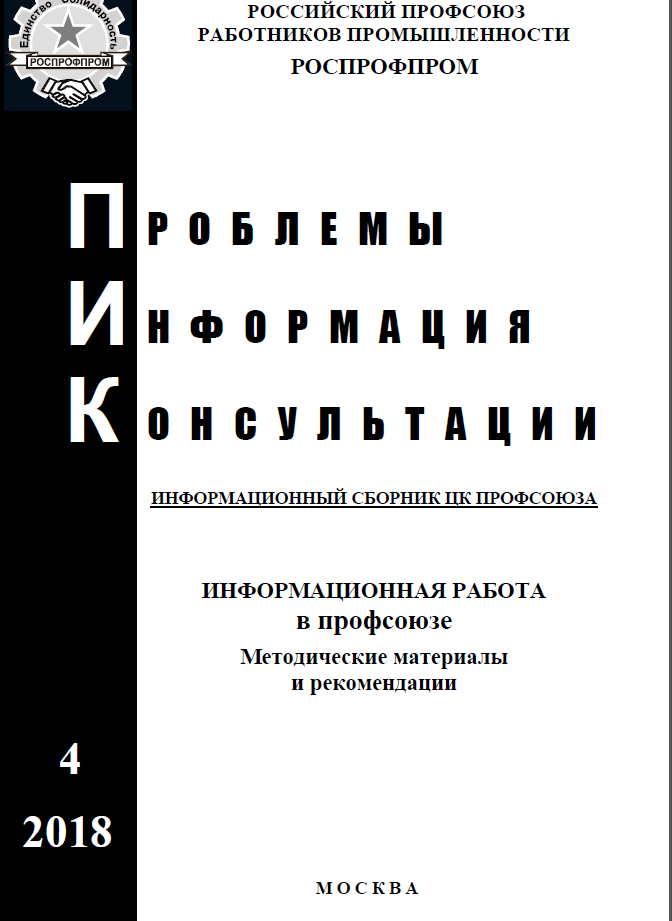 Единство Солидарность
РОСПРОФПРОМ
РОССИЙСКИЙ ПРОФСОЮЗ
РАБОТНИКОВ ПРОМЫШЛЕННОСТИ
РОСПРОФПРОМ
ПРОБЛЕМЫ
ИНФОРМАЦИЯ
КОНСУЛЬТАЦИИ
ИНФОРМАЦИОННЫЙ СБОРНИК ЦК ПРОФСОЮЗА
ИНФОРМАЦИОННАЯ РАБОТА
в профсоюзе
Методические материалы
и рекомендации
4
2018
МОСКВА